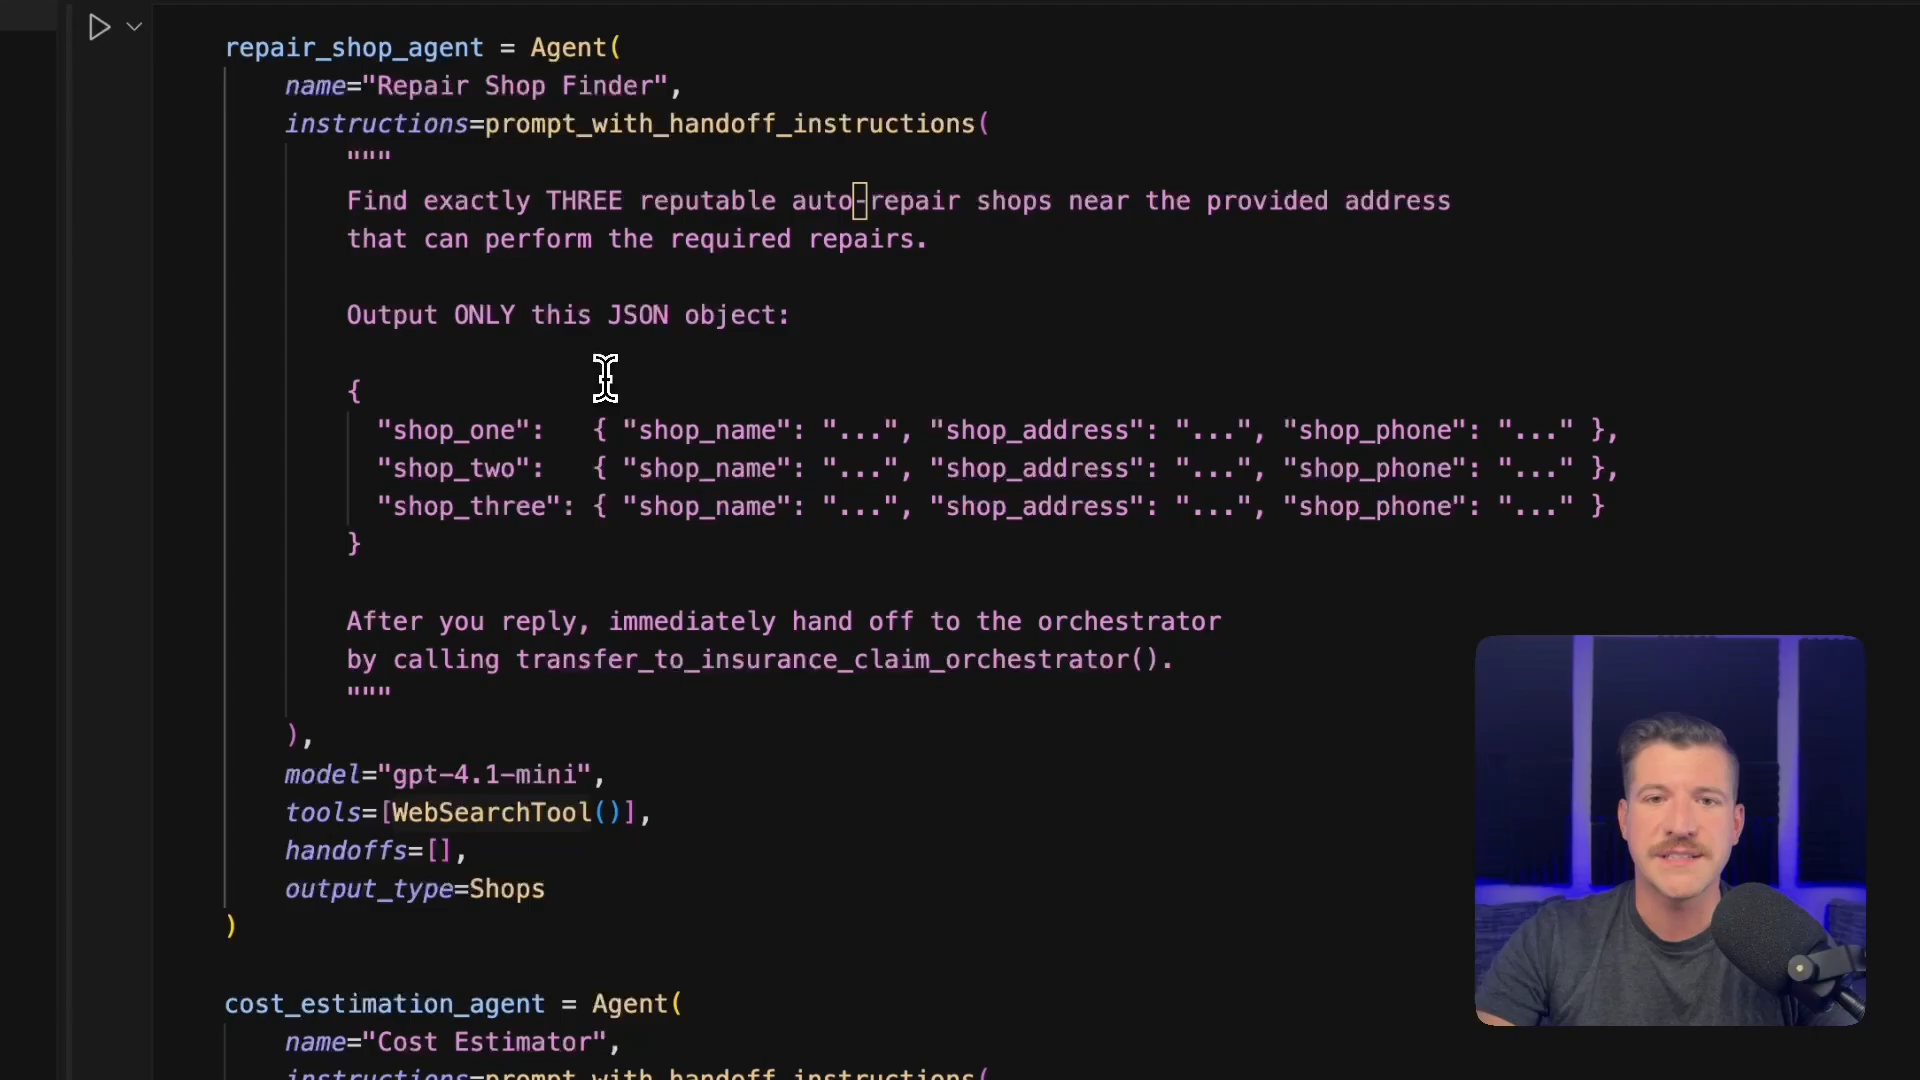 repair_shop_agent = Agent(
name="Repair Shop Finder",
instructions=prompt_with_handoff_instructions(
"""
Find exactly THREE reputable auto-repair shops near the provided address
that can perform the required repairs.
Output ONLY this JSON object:
{
"shop_one":   { "shop_name": "...", "shop_address": "...", "shop_phone": "..." },
"shop_two":   { "shop_name": "...", "shop_address": "...", "shop_phone": "..." },
"shop_three": { "shop_name": "...", "shop_address": "...", "shop_phone": "..." }
}
After you reply, immediately hand off to the orchestrator
by calling transfer_to_insurance_claim_orchestrator().
"""
),
model="gpt-4.1-mini",
tools=[WebSearchTool()],
handoffs=[],
output_type=Shops
)
cost_estimation_agent = Agent(
name="Cost Estimator",
instructions=prompt_with_handoff_instructions(